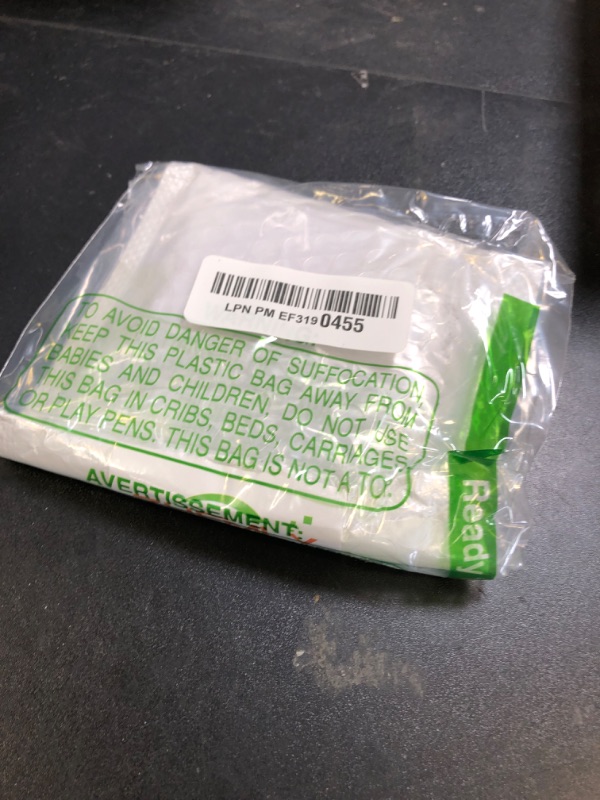 LPN PM EF3190455
TO AVOID DANGER OF SUFFOCATION,
KEEP THIS PLASTIC BAG AWAY FROM
BABIES AND CHILDREN, DO NOT USE
THIS BAG IN CRIBS, BEDS, CARRIAGES
OR PLAY PENS. THIS BAG IS NOT A TO:
AVERTISSEMENT:
Ready